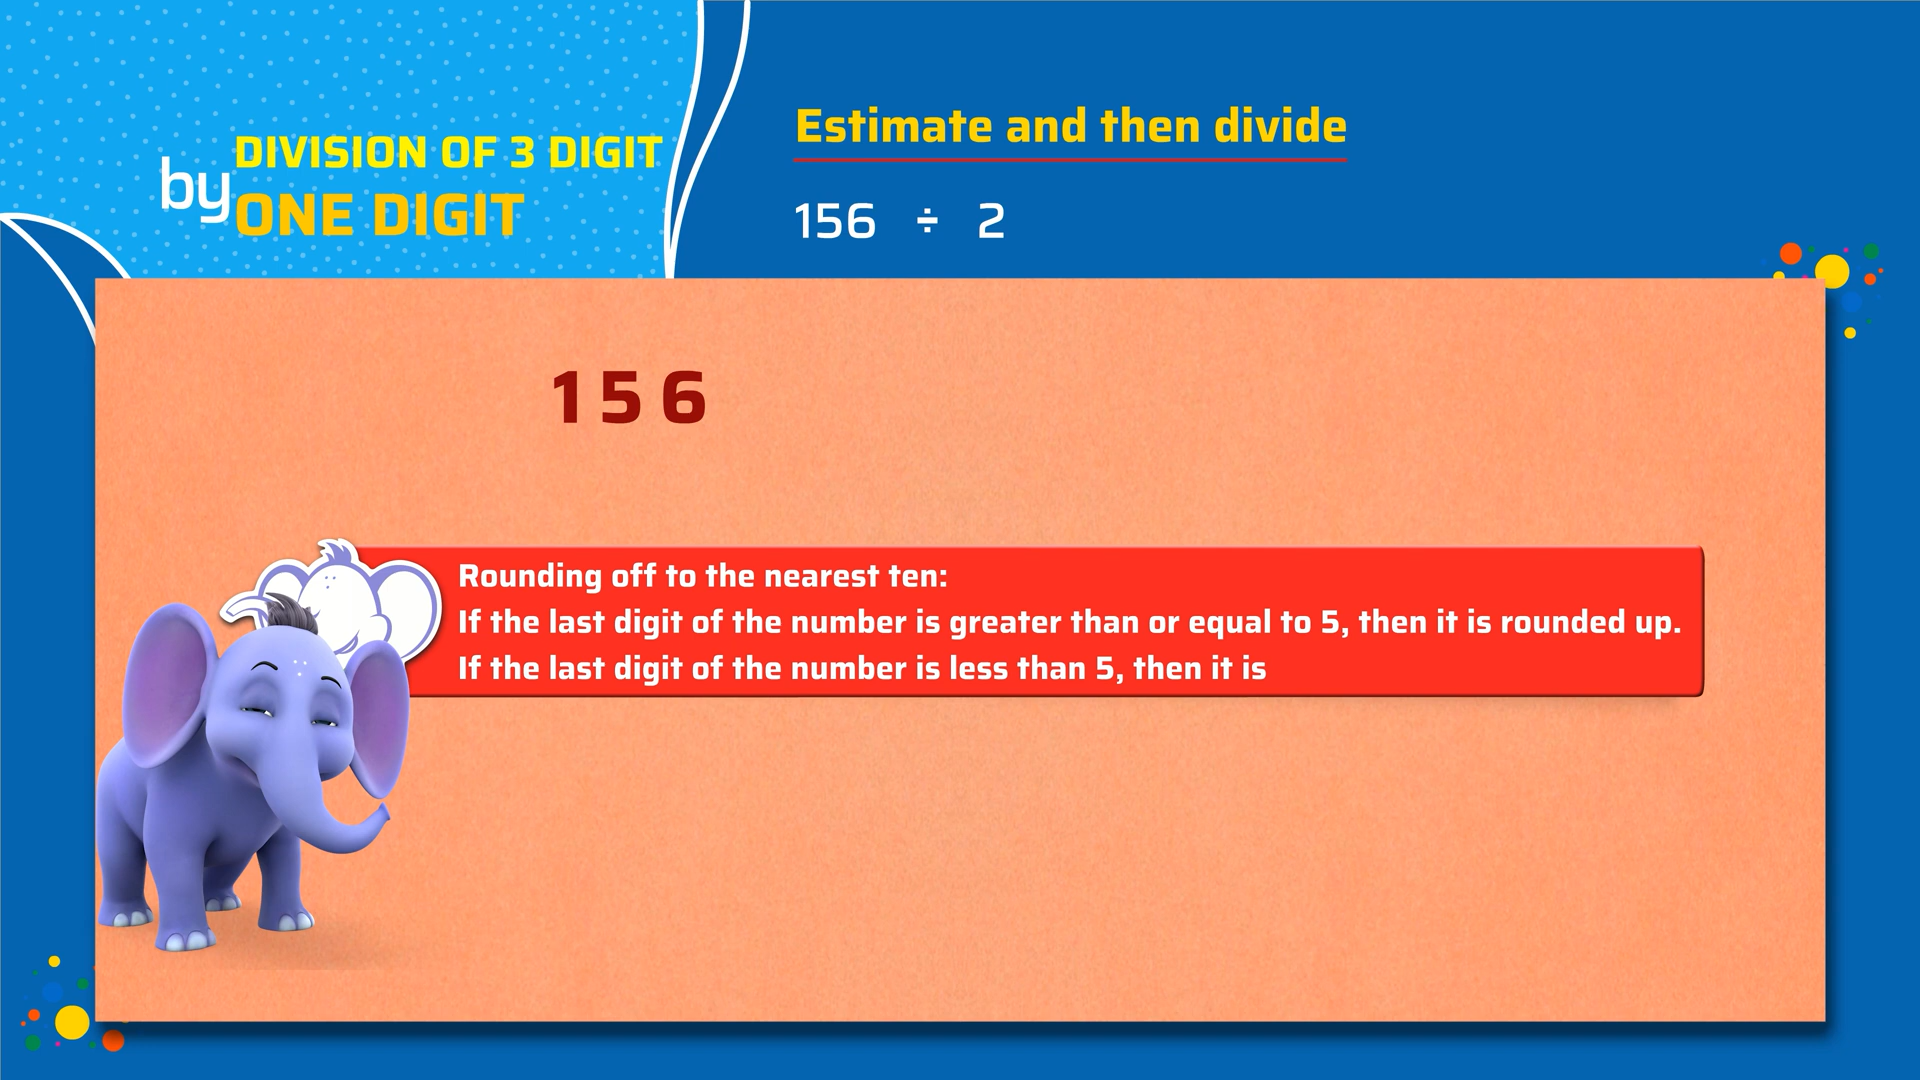 DIVISION OF 3 DIGIT
by ONE DIGIT
Estimate and then divide
156 ÷ 2
156
Rounding off to the nearest ten:
If the last digit of the number is greater than or equal to 5, then it is rounded up.
If the last digit of the number is less than 5, then it is